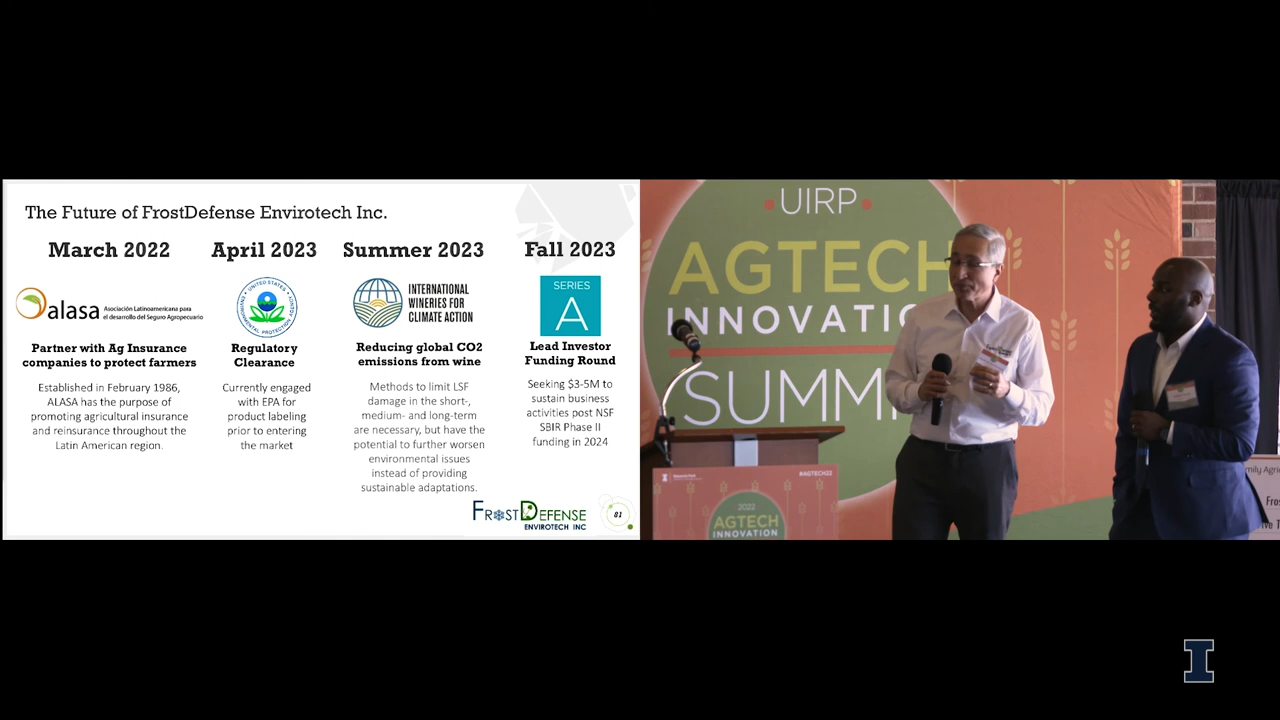 The Future of FrostDefense Envirotech Inc.
March 2022
April 2023
Summer 2023
Fall 2023
alasa
Asociación Latinoamericana para
el desarrollo del Seguro Agropecuario
UNITED STATES
ENVIRONMENTAL PROTECTION AGENCY
INTERNATIONAL
WINERIES FOR
CLIMATE ACTION
SERIES
A
Partner with Ag Insurance
companies to protect farmers
Regulatory
Clearance
Reducing global CO2
emissions from wine
Lead Investor
Funding Round
Established in February 1986,
ALASA has the purpose of
promoting agricultural insurance
and reinsurance throughout the
Latin American region.
Currently engaged
with EPA for
product labeling
prior to entering
the market
Methods to limit LSF
damage in the short-,
medium- and long-term
are necessary, but have the
potential to further worsen
environmental issues
instead of providing
sustainable adaptations.
Seeking $3-5M to
sustain business
activities post NSF
SBIR Phase II
funding in 2024
FROSTDEFENSE
ENVIROTECH INC
81
UIRP
AGTECH
INNOVATIO
SUMM
#AGTECH22
2022
AGTECH
INNOVATION
I